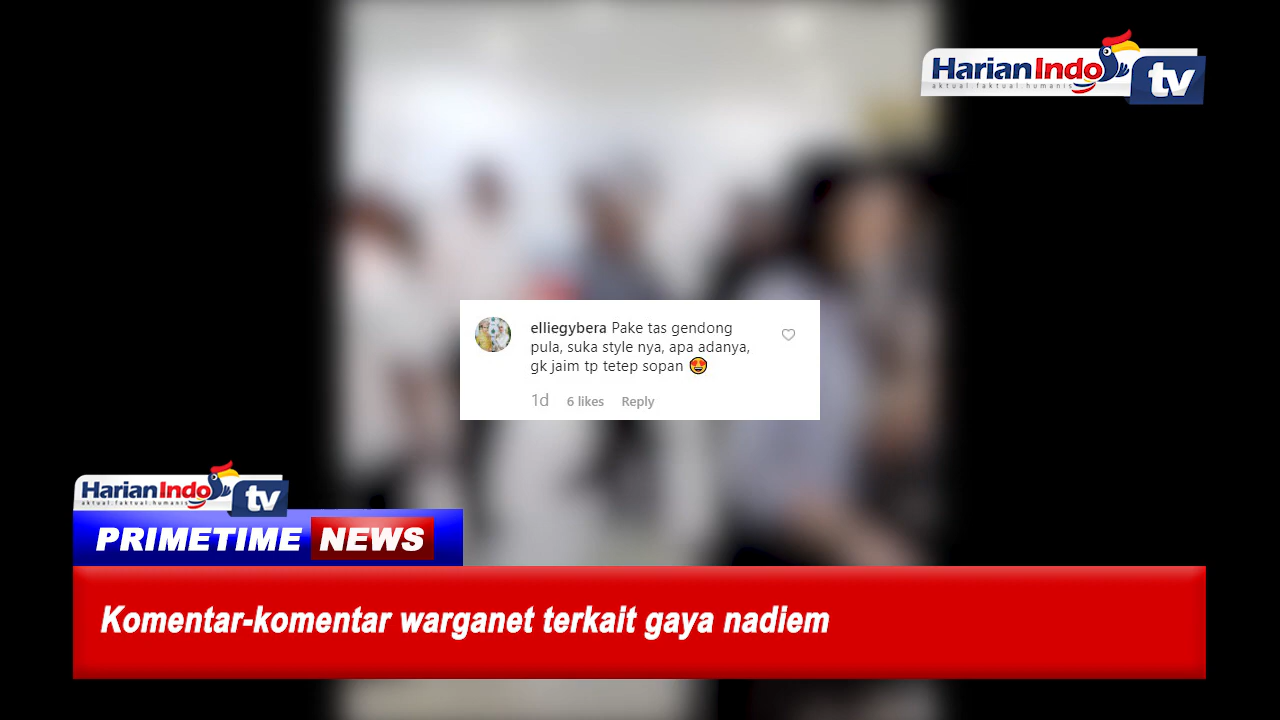 HarianIndo tv
aktual.faktual.humanis
elliegybera Pake tas gendong
pula, suka style nya, apa adanya,
gk jaim tp tetep sopan 😍
1d 6 likes Reply
HarianIndo tv
aktual.faktual.humanis
PRIMETIME NEWS
Komentar-komentar warganet terkait gaya nadiem